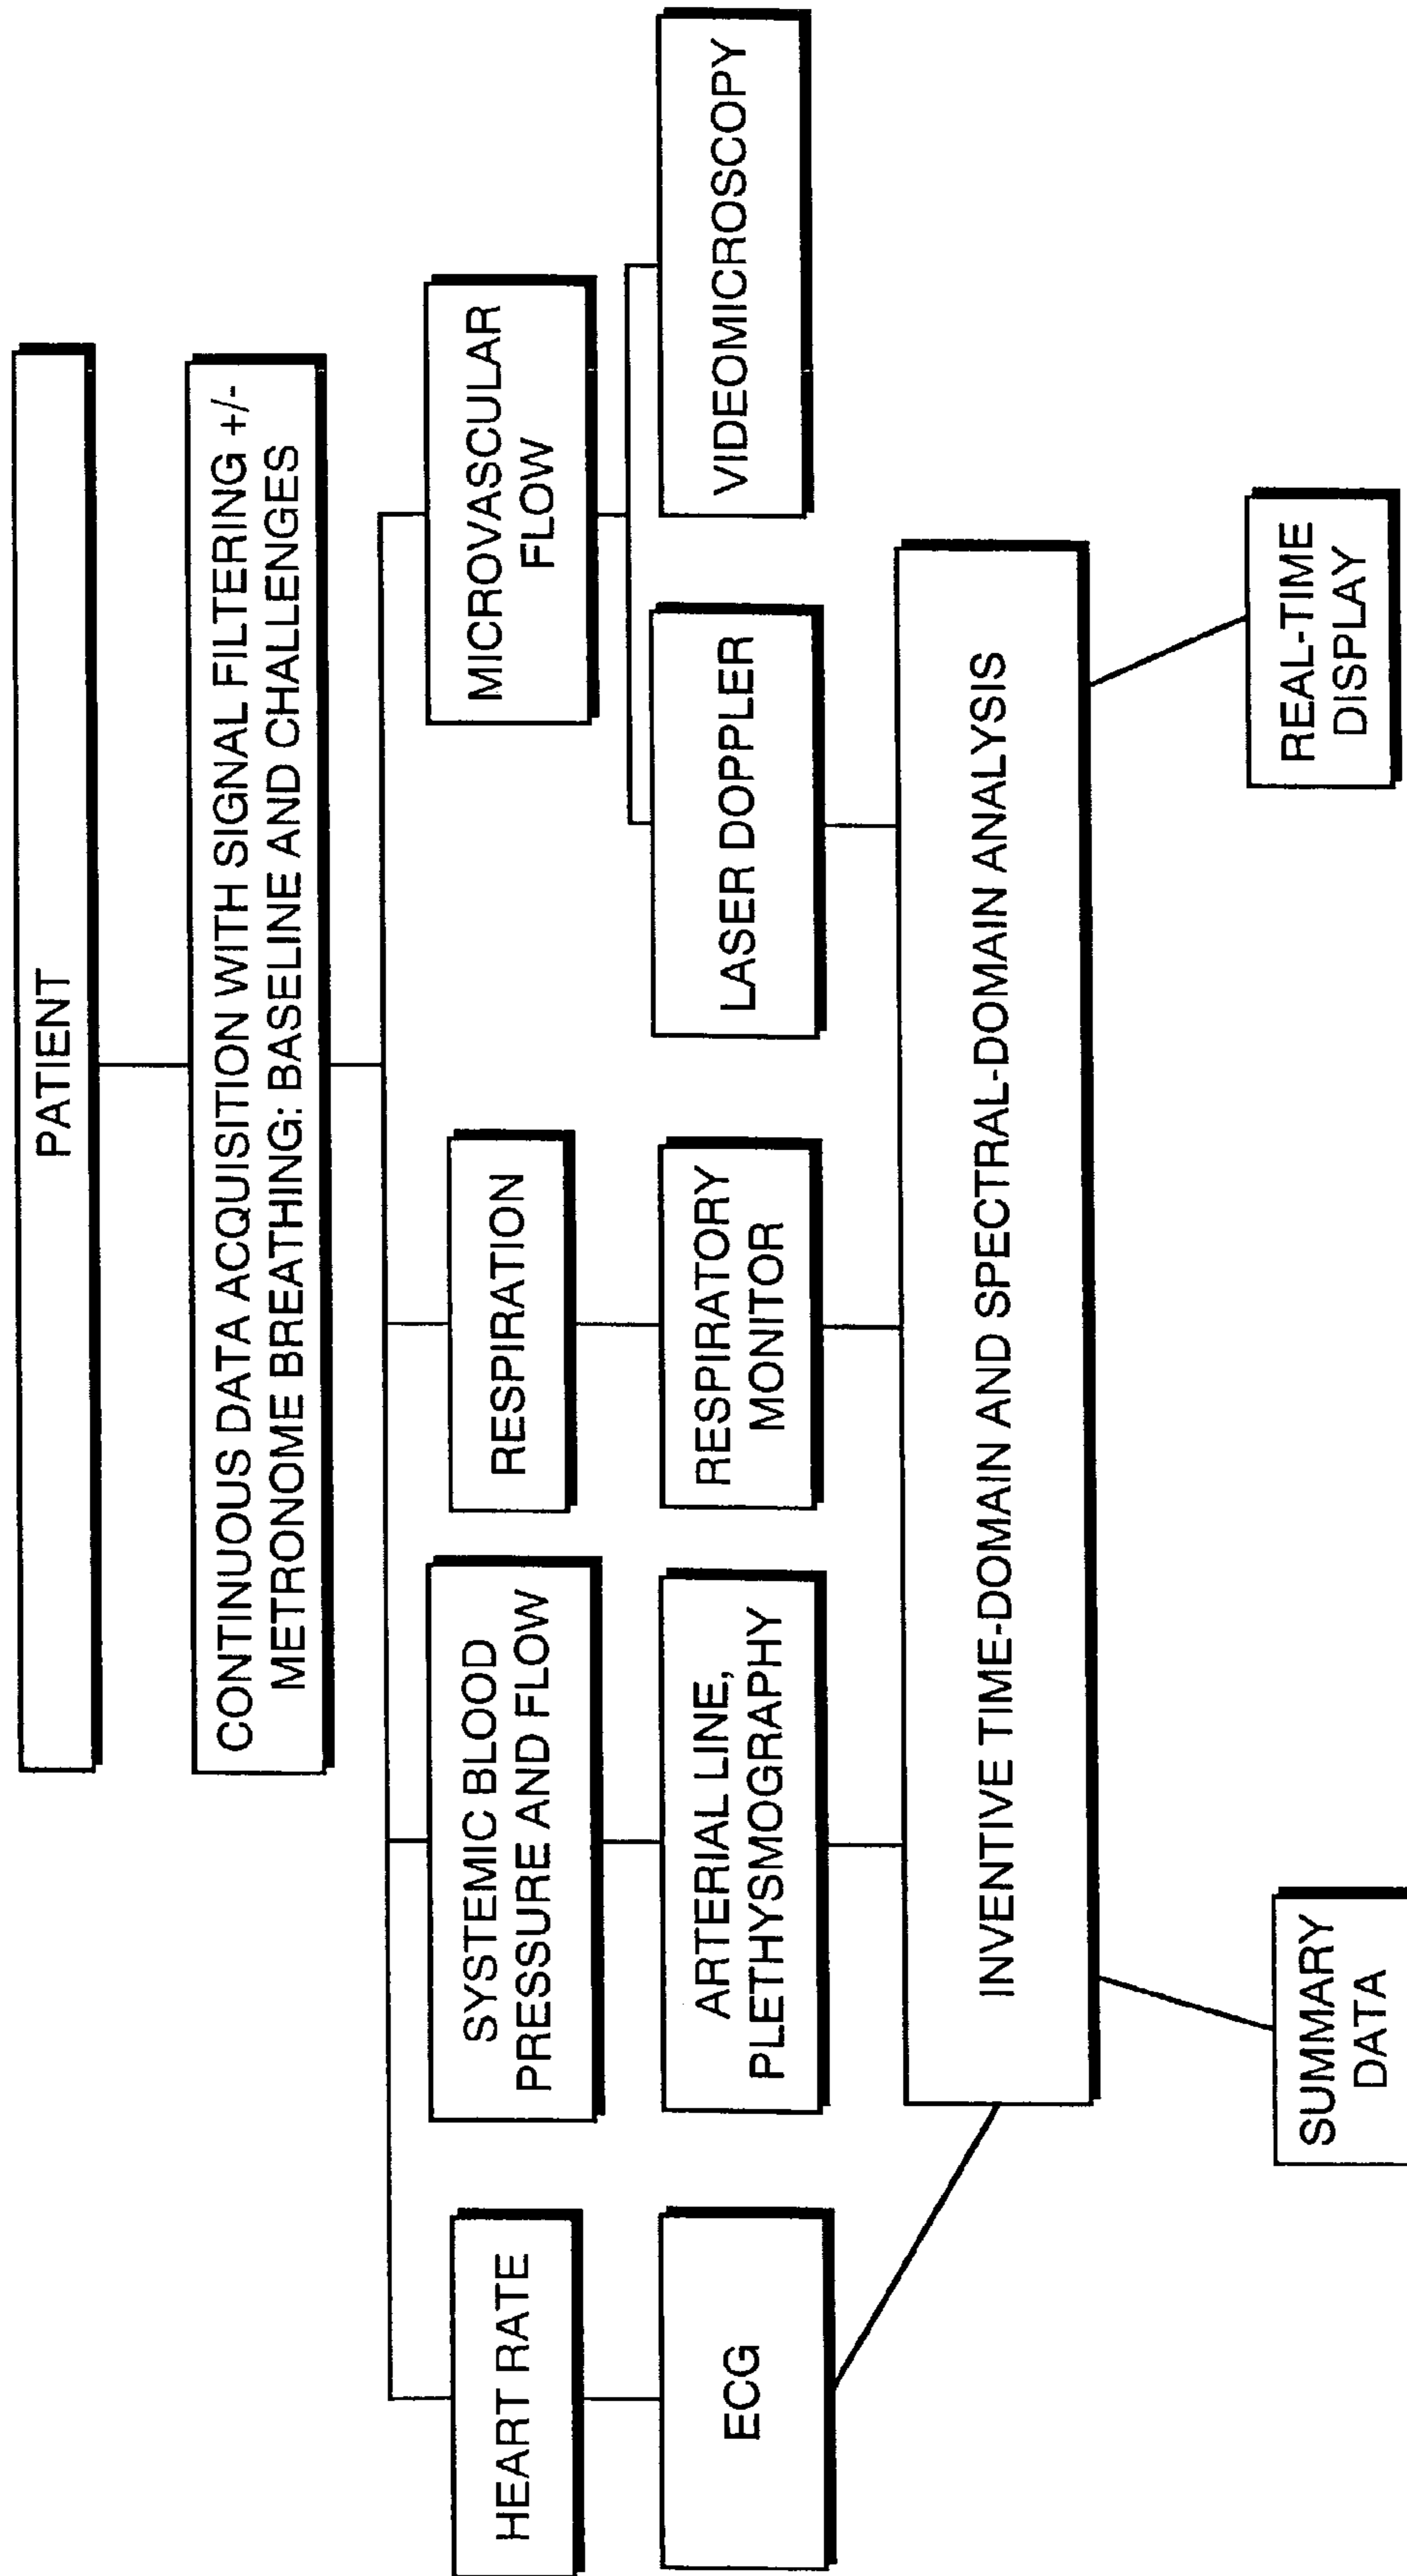 PATIENT
CONTINUOUS DATA ACQUISITION WITH SIGNAL FILTERING +/-
METRONOME BREATHING: BASELINE AND CHALLENGES
HEART RATE
SYSTEMIC BLOOD
PRESSURE AND FLOW
RESPIRATION
MICROVASCULAR
FLOW
ECG
ARTERIAL LINE,
PLETHYSMOGRAPHY
RESPIRATORY
MONITOR
LASER DOPPLER
VIDEOMICROSCOPY
INVENTIVE TIME-DOMAIN AND SPECTRAL-DOMAIN ANALYSIS
SUMMARY
DATA
REAL-TIME
DISPLAY